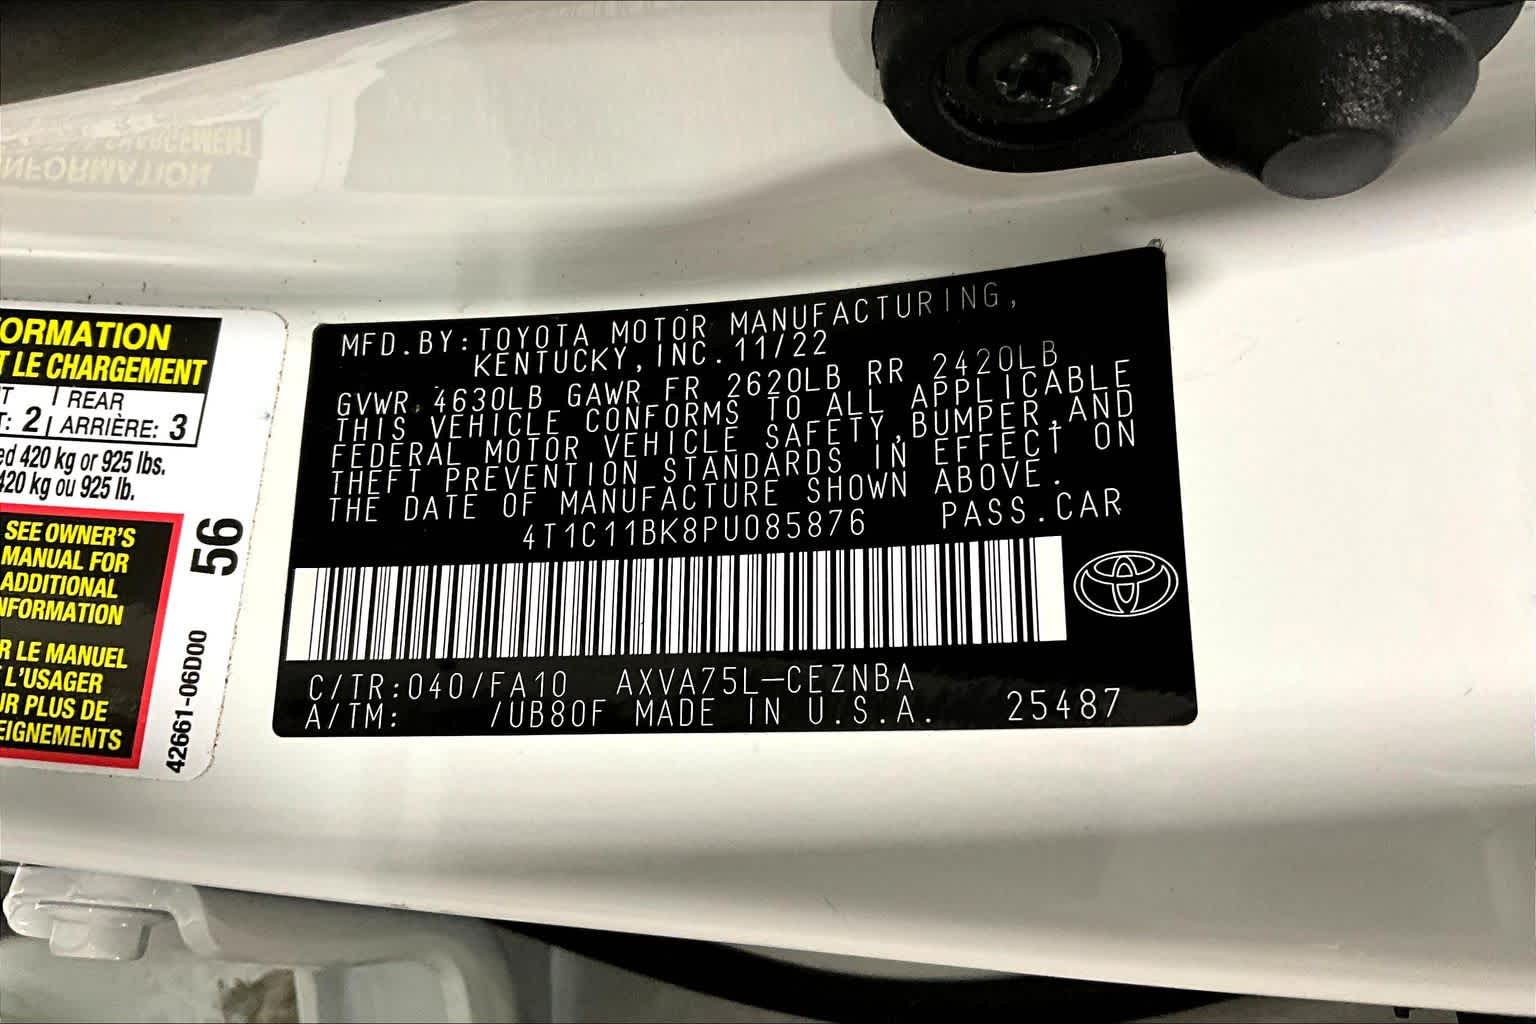 INFORMATION
ORMATION
T LE CHARGEMENT
T | REAR
T: 2 | ARRIÈRE: 3
ed 420 kg or 925 lbs.
420 kg ou 925 lb.
SEE OWNER'S
MANUAL FOR
ADDITIONAL
NFORMATION
R LE MANUEL
L'USAGER
UR PLUS DE
EIGNEMENTS
56
42661-06D00
MFD.BY:TOYOTA MOTOR MANUFACTURING,
KENTUCKY,INC.11/22
GVWR 4630LB GAWR FR 2620LB RR 2420LB
THIS VEHICLE CONFORMS TO ALL APPLICABLE
FEDERAL MOTOR VEHICLE SAFETY,BUMPER,AND
THEFT PREVENTION STANDARDS IN EFFECT ON
THE DATE OF MANUFACTURE SHOWN ABOVE.
4T1C11BK8PU085876 PASS.CAR
C/TR:040/FA10 AXVA75L-CEZNBA
A/TM: /UB80F MADE IN U.S.A. 25487